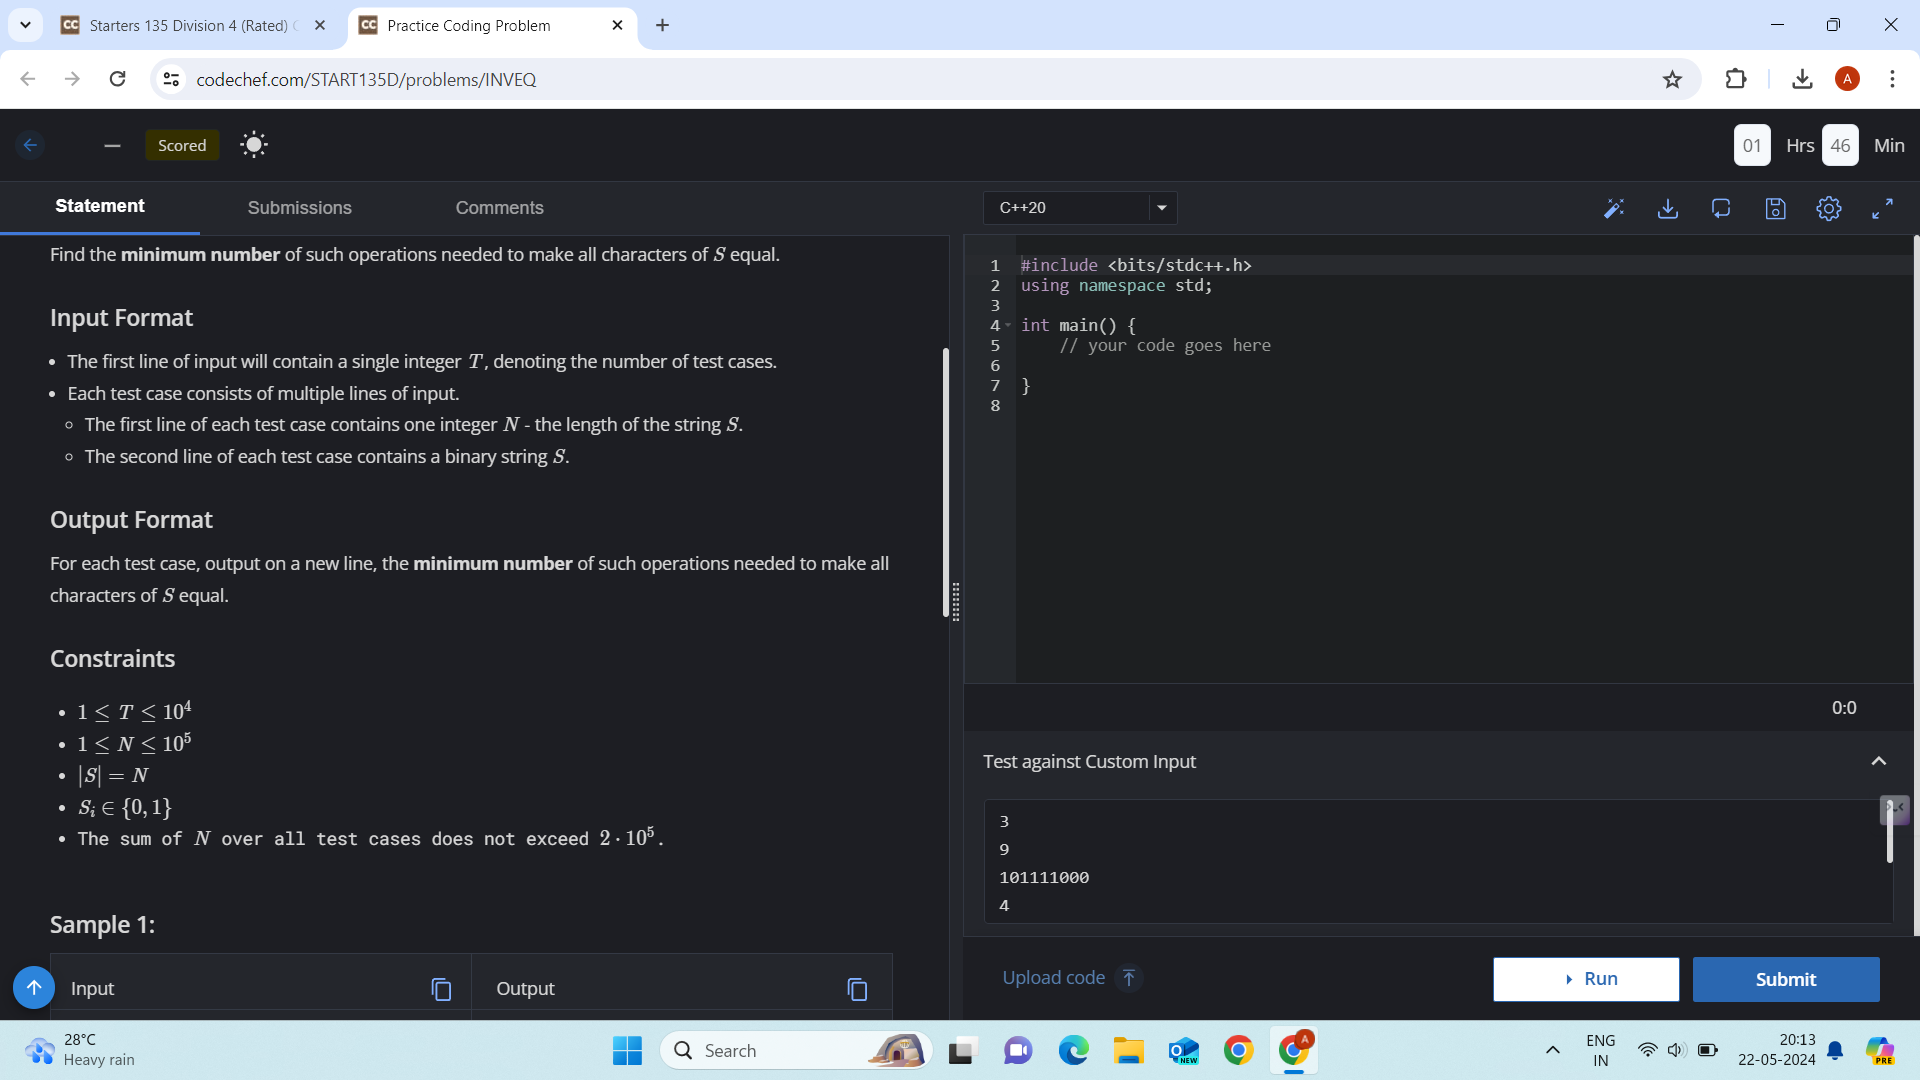 Starters 135 Division 4 (Rated)
Practice Coding Problem
codechef.com/START135D/problems/INVEQ
A
Scored
01 Hrs 46 Min
Statement
Submissions
Comments
C++20
Find the minimum number of such operations needed to make all characters of S equal.
Input Format
• The first line of input will contain a single integer T, denoting the number of test cases.
• Each test case consists of multiple lines of input.
◦ The first line of each test case contains one integer N - the length of the string S.
◦ The second line of each test case contains a binary string S.
Output Format
For each test case, output on a new line, the minimum number of such operations needed to make all
characters of S equal.
Constraints
• 1 ≤ T ≤ 10^4
• 1 ≤ N ≤ 10^5
• |S| = N
• S_i ∈ {0, 1}
• The sum of N over all test cases does not exceed 2 · 10^5.
Sample 1:
Input
Output
1 #include <bits/stdc++.h>
2 using namespace std;
3
4 int main() {
5 // your code goes here
6
7 }
8
0:0
Test against Custom Input
3
9
101111000
4
Upload code
Run
Submit
28°C
Heavy rain
Search
NEW
A
ENG
IN
20:13
22-05-2024
PRE